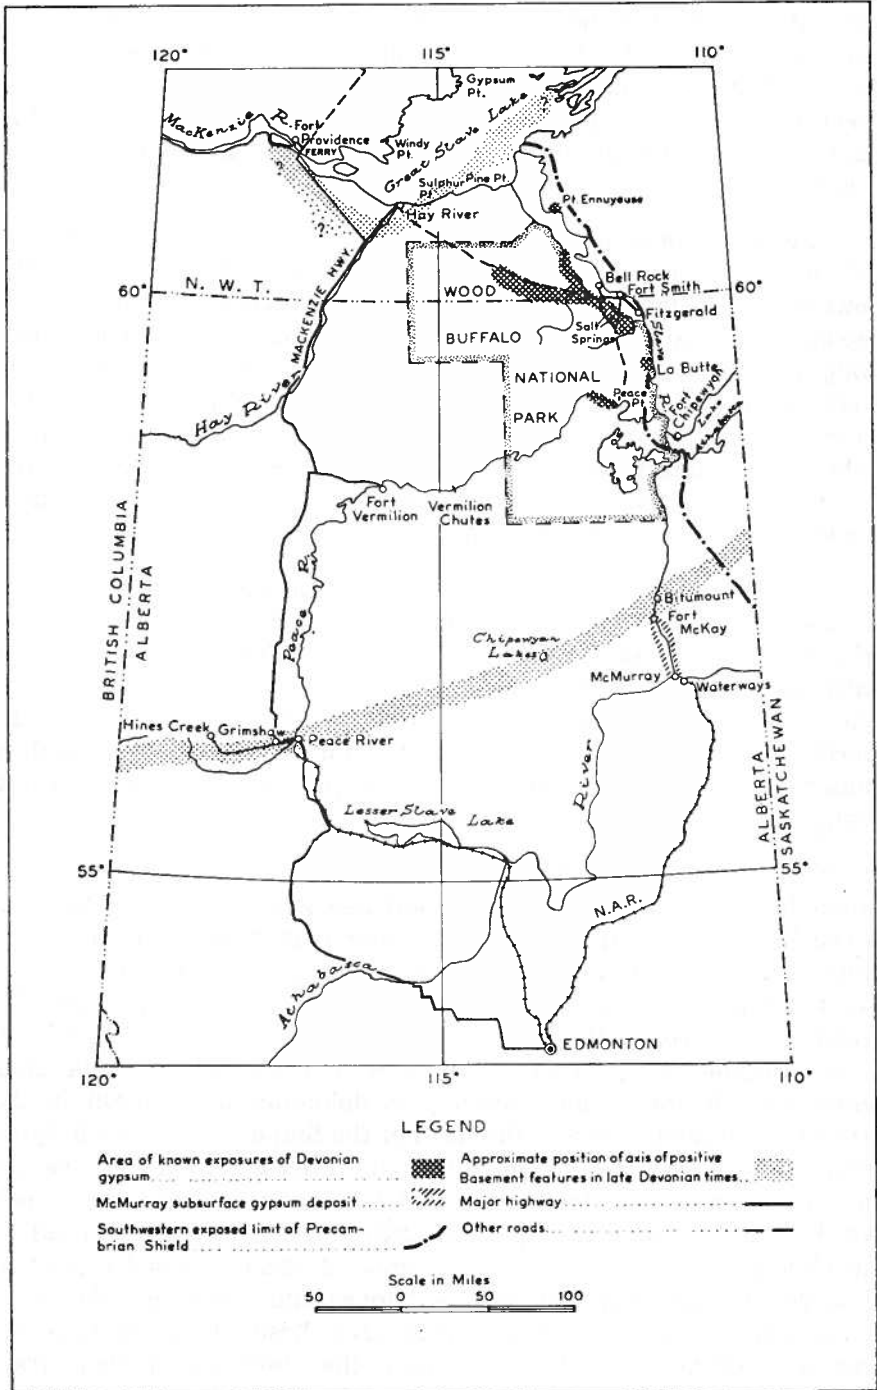 120°
115°
110°
Gypsum
Pt.
MacKenzie R.
Fort
Providence
FERRY
Windy
Pt.
Great Slave Lake
?
Sulphur
Pt.
Pine Pt.
Pt. Ennuyeuse
?
?
Hay River
N. W. T.
60°
MACKENZIE HWY.
WOOD
BUFFALO
NATIONAL
PARK
Bell Rock
Fort Smith
60°
Fitzgerald
Salt
Springs
Slave R.
La Butte
Peace
Pt.
Fort
Chipewyan
Lake
Athabasca
Hay River
Fort
Vermilion
Vermilion
Chutes
BRITISH COLUMBIA
ALBERTA
Peace R.
Bitumount
Fort
McKay
Chipewyan
Lakes
McMurray
Waterways
Hines Creek
Grimshaw
Peace River
River
ALBERTA
SASKATCHEWAN
Lesser Slave Lake
55°
55°
N.A.R.
Athabasca
EDMONTON
120°
115°
110°
LEGEND
Area of known exposures of Devonian
gypsum
McMurray subsurface gypsum deposit
Southwestern exposed limit of Precam-
brian Shield
Approximate position of axis of positive
Basement features in late Devonian times
Major highway
Other roads
Scale in Miles
50 0 50 100